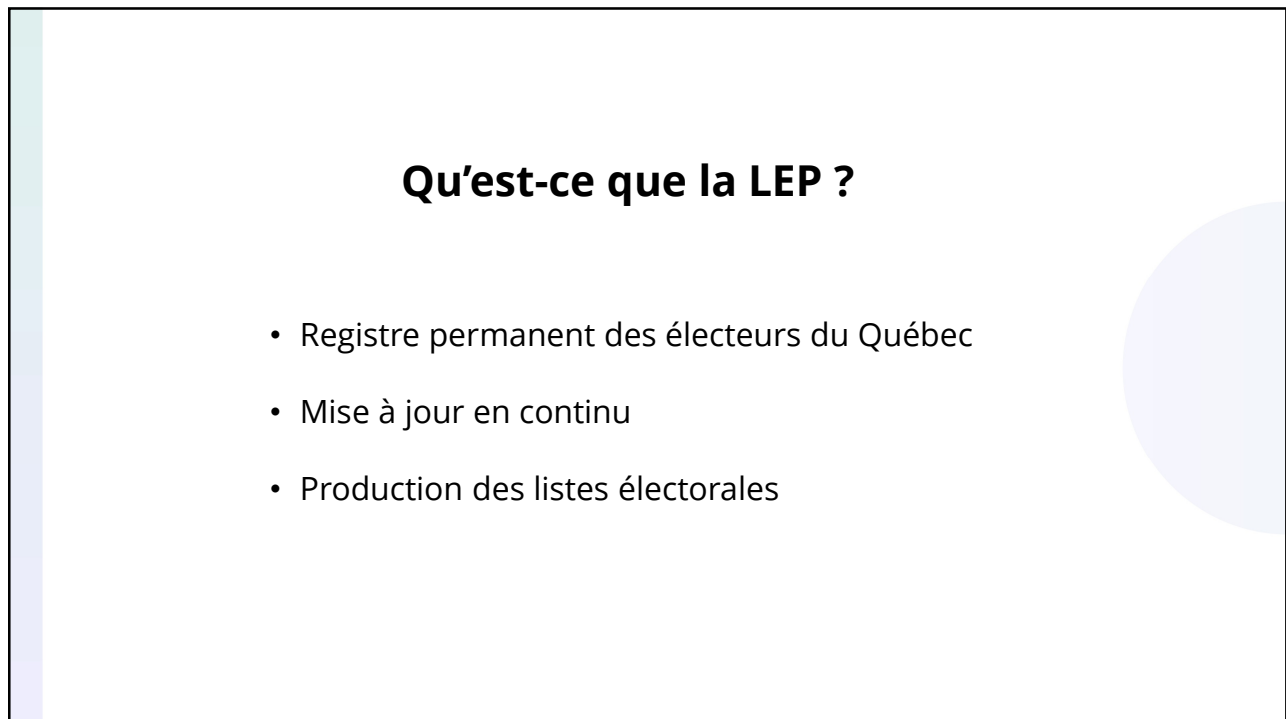 Qu’est-ce que la LEP ?
• Registre permanent des électeurs du Québec
• Mise à jour en continu
• Production des listes électorales